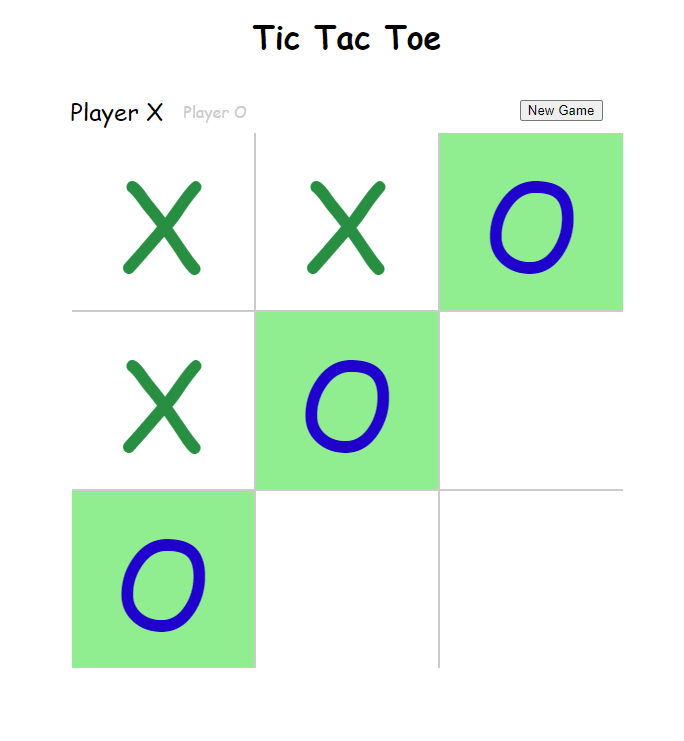 Tic Tac Toe
Player X Player O New Game
X X O
X O
O